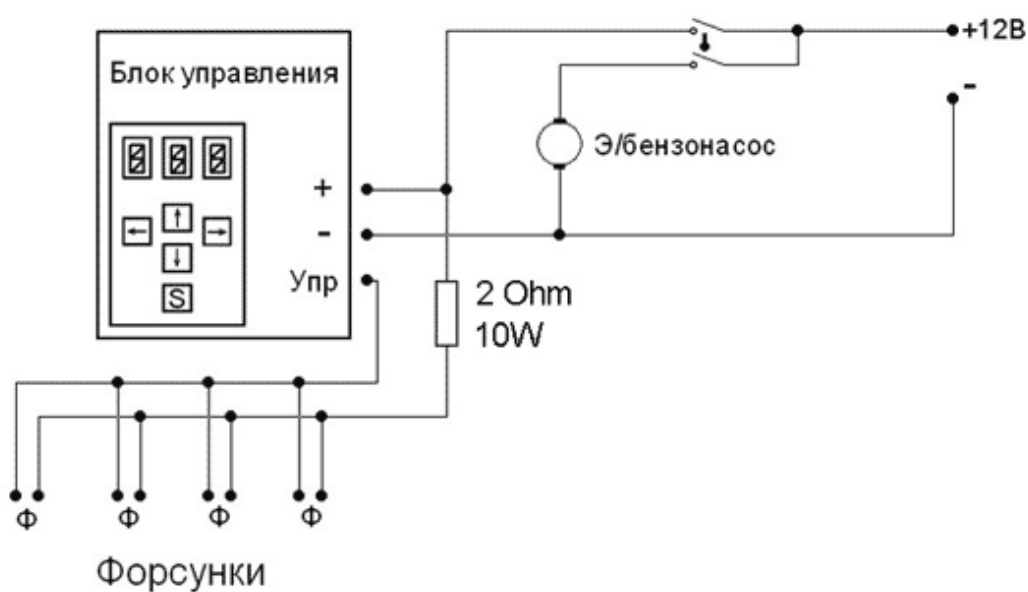 +12В
Блок управления
-
Э/бензонасос
+
-
Упр
S
2 Ohm
10W
Ф Ф Ф Ф
Форсунки